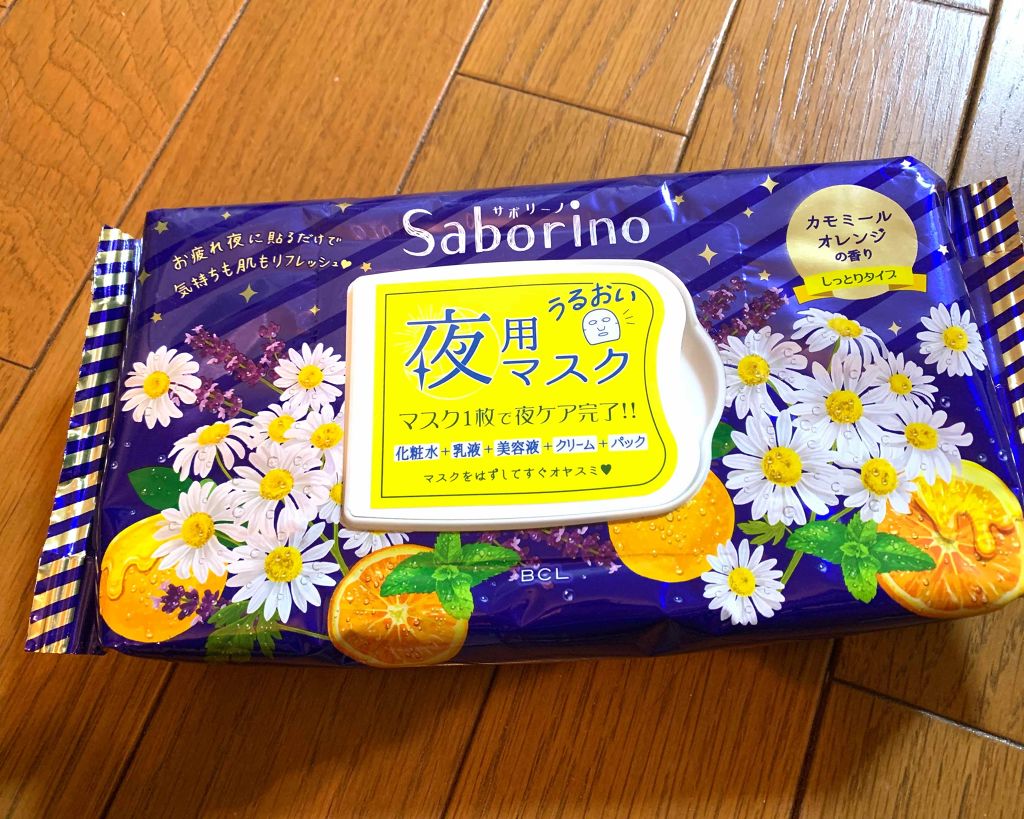 サボリーノ
Saborino
お疲れ夜に貼るだけで
気持ちも肌もリフレッシュ♥
カモミール
オレンジ
の香り
しっとりタイプ
うるおい
夜用
マスク
マスク1枚で夜ケア完了!!
化粧水+乳液+美容液+クリーム+パック
マスクをはずしてすぐオヤスミ♥
BCL